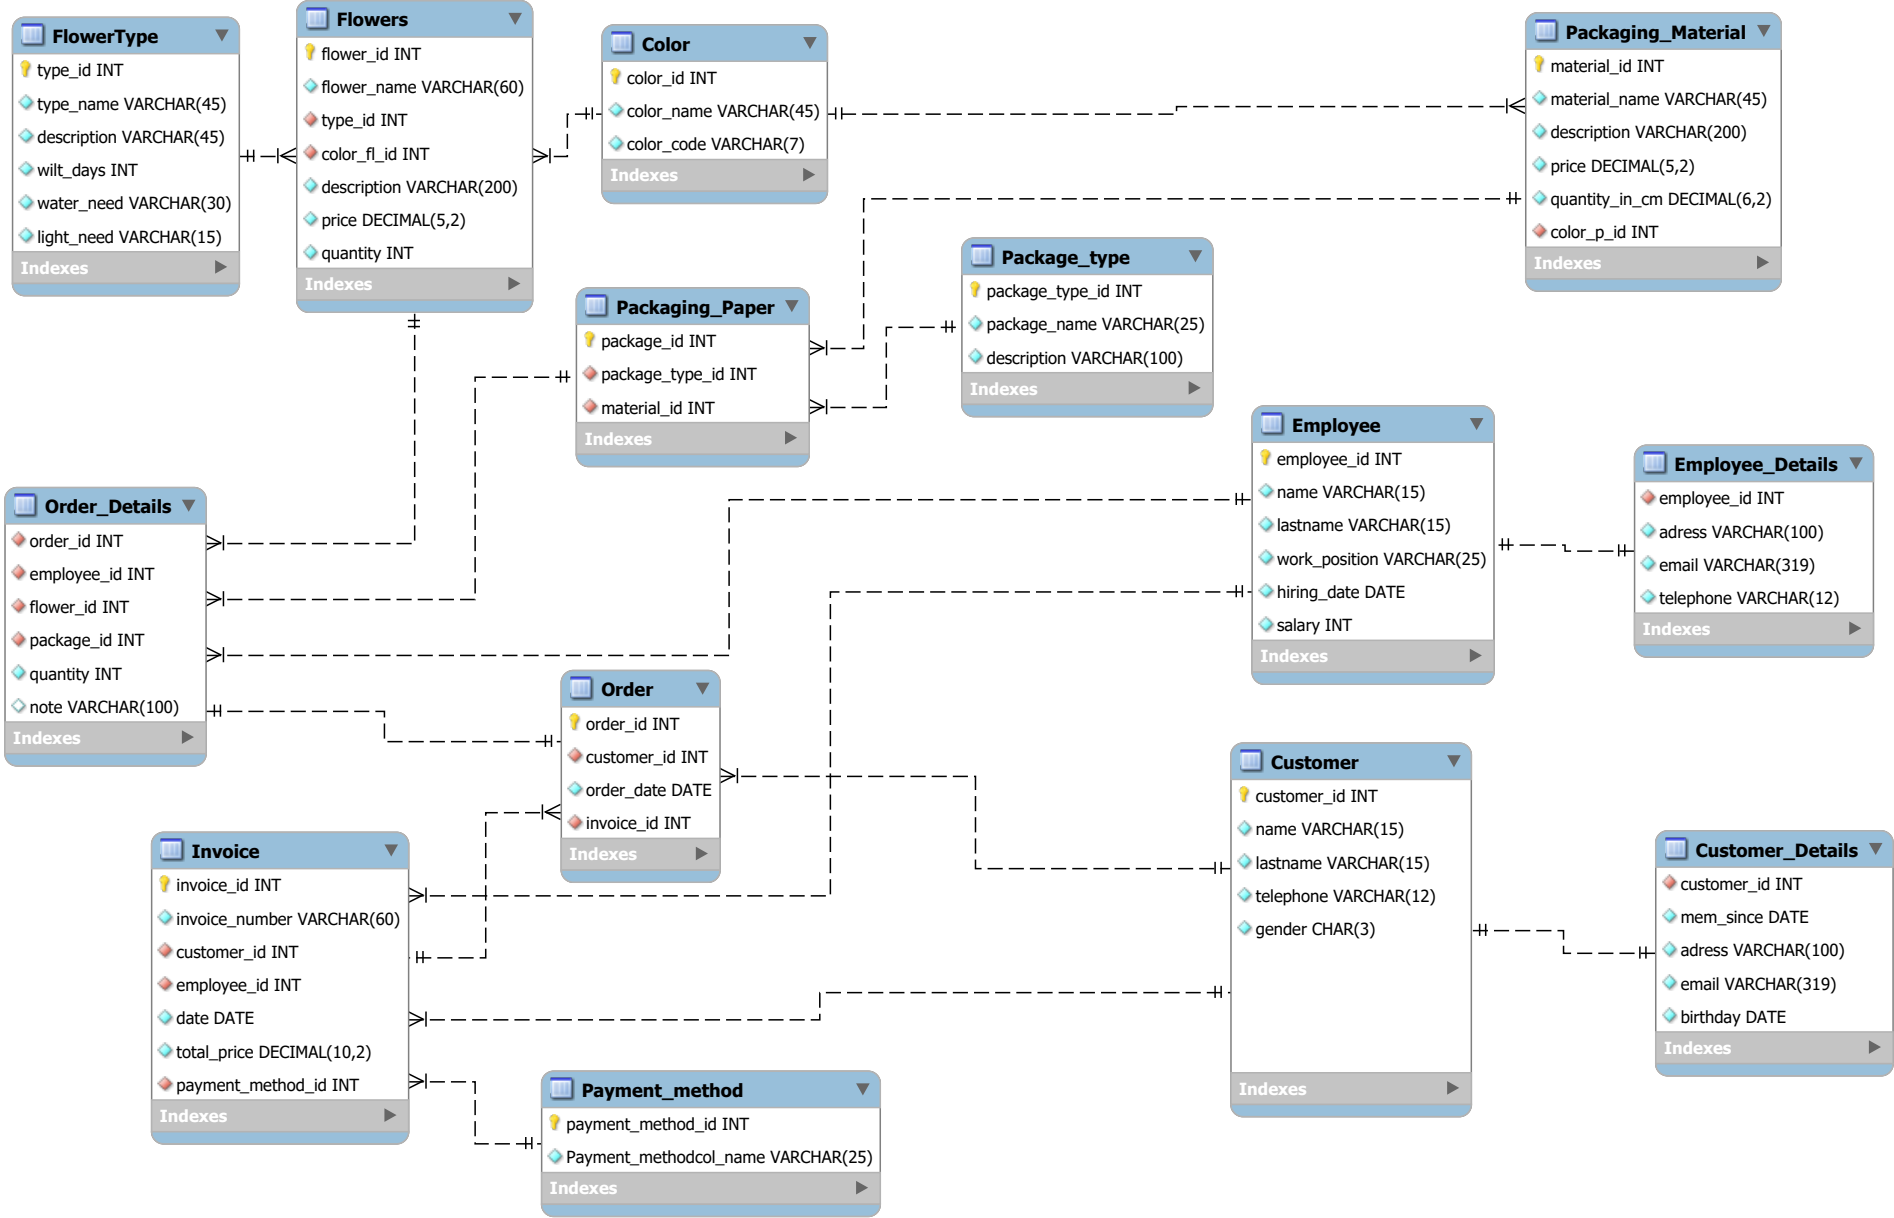 FlowerType
type_id INT
type_name VARCHAR(45)
description VARCHAR(45)
wilt_days INT
water_need VARCHAR(30)
light_need VARCHAR(15)
Indexes
Flowers
flower_id INT
flower_name VARCHAR(60)
type_id INT
color_fl_id INT
description VARCHAR(200)
price DECIMAL(5,2)
quantity INT
Indexes
Color
color_id INT
color_name VARCHAR(45)
color_code VARCHAR(7)
Indexes
Packaging_Material
material_id INT
material_name VARCHAR(45)
description VARCHAR(200)
price DECIMAL(5,2)
quantity_in_cm DECIMAL(6,2)
color_p_id INT
Indexes
Package_type
package_type_id INT
package_name VARCHAR(25)
description VARCHAR(100)
Indexes
Packaging_Paper
package_id INT
package_type_id INT
material_id INT
Indexes
Employee
employee_id INT
name VARCHAR(15)
lastname VARCHAR(15)
work_position VARCHAR(25)
hiring_date DATE
salary INT
Indexes
Employee_Details
employee_id INT
adress VARCHAR(100)
email VARCHAR(319)
telephone VARCHAR(12)
Indexes
Order_Details
order_id INT
employee_id INT
flower_id INT
package_id INT
quantity INT
note VARCHAR(100)
Indexes
Order
order_id INT
customer_id INT
order_date DATE
invoice_id INT
Indexes
Customer
customer_id INT
name VARCHAR(15)
lastname VARCHAR(15)
telephone VARCHAR(12)
gender CHAR(3)
Indexes
Customer_Details
customer_id INT
mem_since DATE
adress VARCHAR(100)
email VARCHAR(319)
birthday DATE
Indexes
Invoice
invoice_id INT
invoice_number VARCHAR(60)
customer_id INT
employee_id INT
date DATE
total_price DECIMAL(10,2)
payment_method_id INT
Indexes
Payment_method
payment_method_id INT
Payment_methodcol_name VARCHAR(25)
Indexes